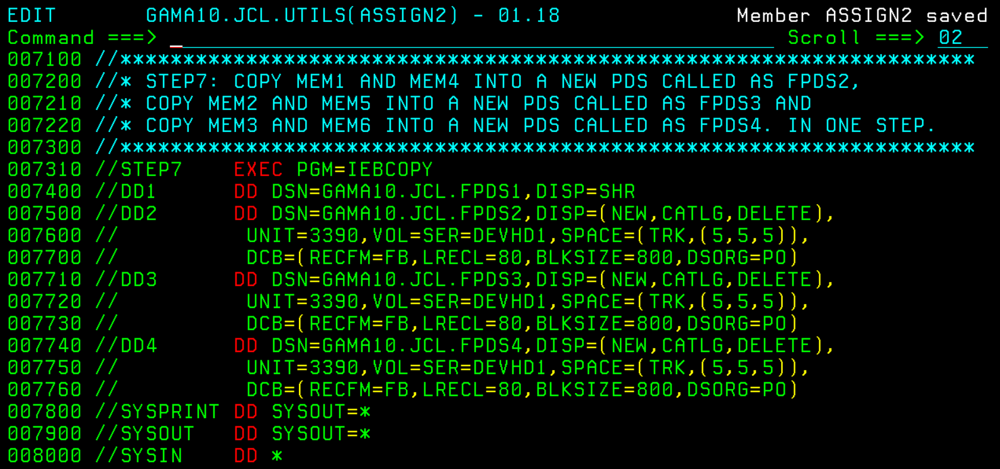 EDIT       GAMA10.JCL.UTILS(ASSIGN2) - 01.18              Member ASSIGN2 saved
Command ===>                                                   Scroll ===> 02
007100 //********************************************************************
007200 //* STEP7: COPY MEM1 AND MEM4 INTO A NEW PDS CALLED AS FPDS2,
007210 //* COPY MEM2 AND MEM5 INTO A NEW PDS CALLED AS FPDS3 AND
007220 //* COPY MEM3 AND MEM6 INTO A NEW PDS CALLED AS FPDS4. IN ONE STEP.
007300 //********************************************************************
007310 //STEP7    EXEC PGM=IEBCOPY
007400 //DD1      DD DSN=GAMA10.JCL.FPDS1,DISP=SHR
007500 //DD2      DD DSN=GAMA10.JCL.FPDS2,DISP=(NEW,CATLG,DELETE),
007600 //          UNIT=3390,VOL=SER=DEVHD1,SPACE=(TRK,(5,5,5)),
007700 //          DCB=(RECFM=FB,LRECL=80,BLKSIZE=800,DSORG=PO)
007710 //DD3      DD DSN=GAMA10.JCL.FPDS3,DISP=(NEW,CATLG,DELETE),
007720 //          UNIT=3390,VOL=SER=DEVHD1,SPACE=(TRK,(5,5,5)),
007730 //          DCB=(RECFM=FB,LRECL=80,BLKSIZE=800,DSORG=PO)
007740 //DD4      DD DSN=GAMA10.JCL.FPDS4,DISP=(NEW,CATLG,DELETE),
007750 //          UNIT=3390,VOL=SER=DEVHD1,SPACE=(TRK,(5,5,5)),
007760 //          DCB=(RECFM=FB,LRECL=80,BLKSIZE=800,DSORG=PO)
007800 //SYSPRINT DD SYSOUT=*
007900 //SYSOUT   DD SYSOUT=*
008000 //SYSIN    DD *